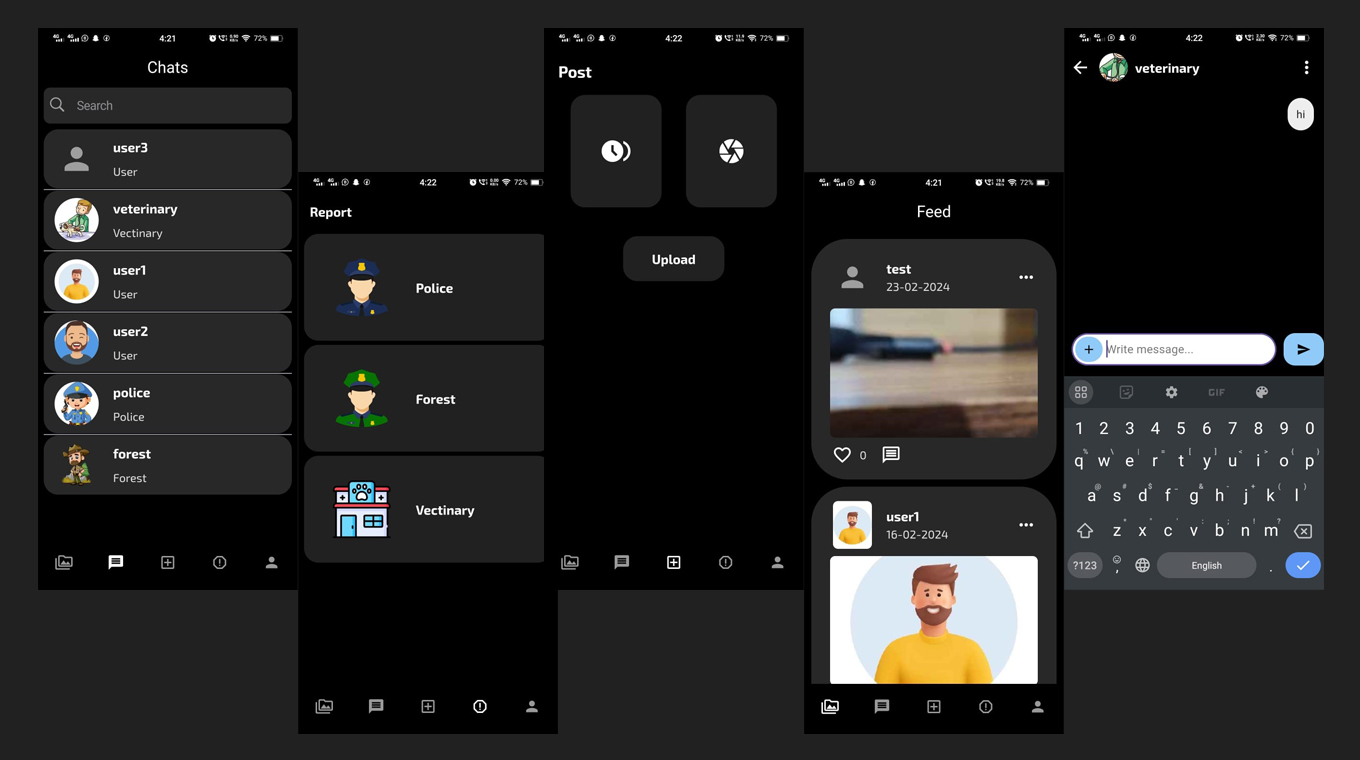 4:21
72%
Chats
Search
user3
User
veterinary
Vectinary
user1
User
user2
User
police
Police
forest
Forest
4:22
72%
Report
Police
Forest
Vectinary
4:22
72%
Post
Upload
4:21
72%
Feed
test
23-02-2024
0
user1
16-02-2024
4:22
72%
veterinary
hi
Write message...
GIF
1 2 3 4 5 6 7 8 9 0
q w e r t y u i o p
a s d f g h j k l
z x c v b n m
?123 , English .